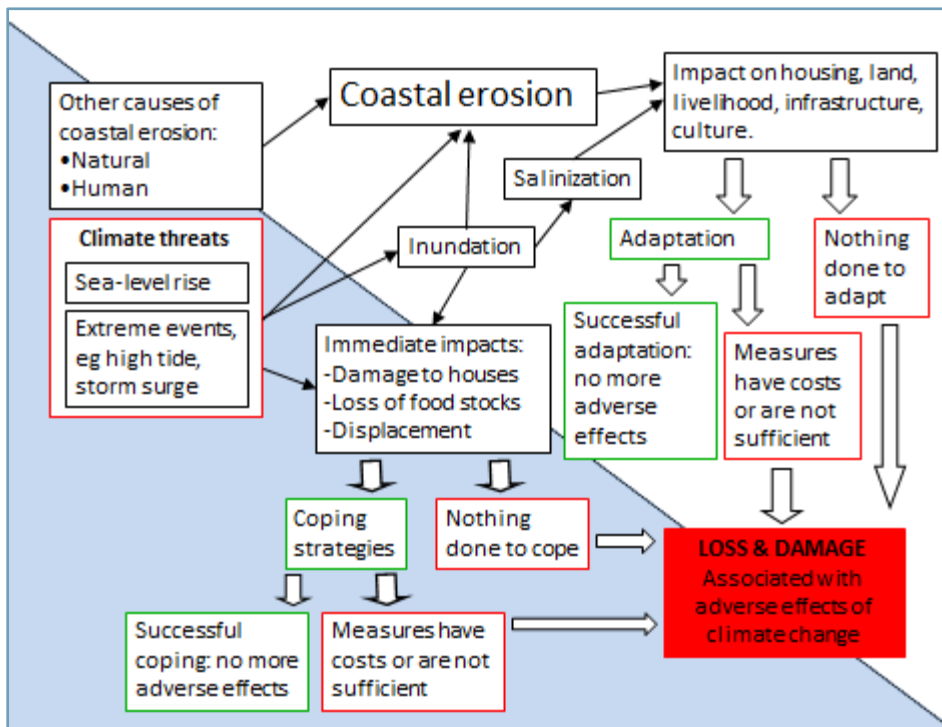 Other causes of
coastal erosion:
•Natural
•Human
Coastal erosion
Impact on housing, land,
livelihood, infrastructure,
culture.
Salinization
Climate threats
Sea-level rise
Extreme events,
eg high tide,
storm surge
Inundation
Adaptation
Nothing
done to
adapt
Immediate impacts:
-Damage to houses
-Loss of food stocks
-Displacement
Successful
adaptation:
no more
adverse
effects
Measures
have costs
or are not
sufficient
Coping
strategies
Nothing
done to cope
LOSS & DAMAGE
Associated with
adverse effects of
climate change
Successful
coping: no more
adverse effects
Measures have
costs or are not
sufficient